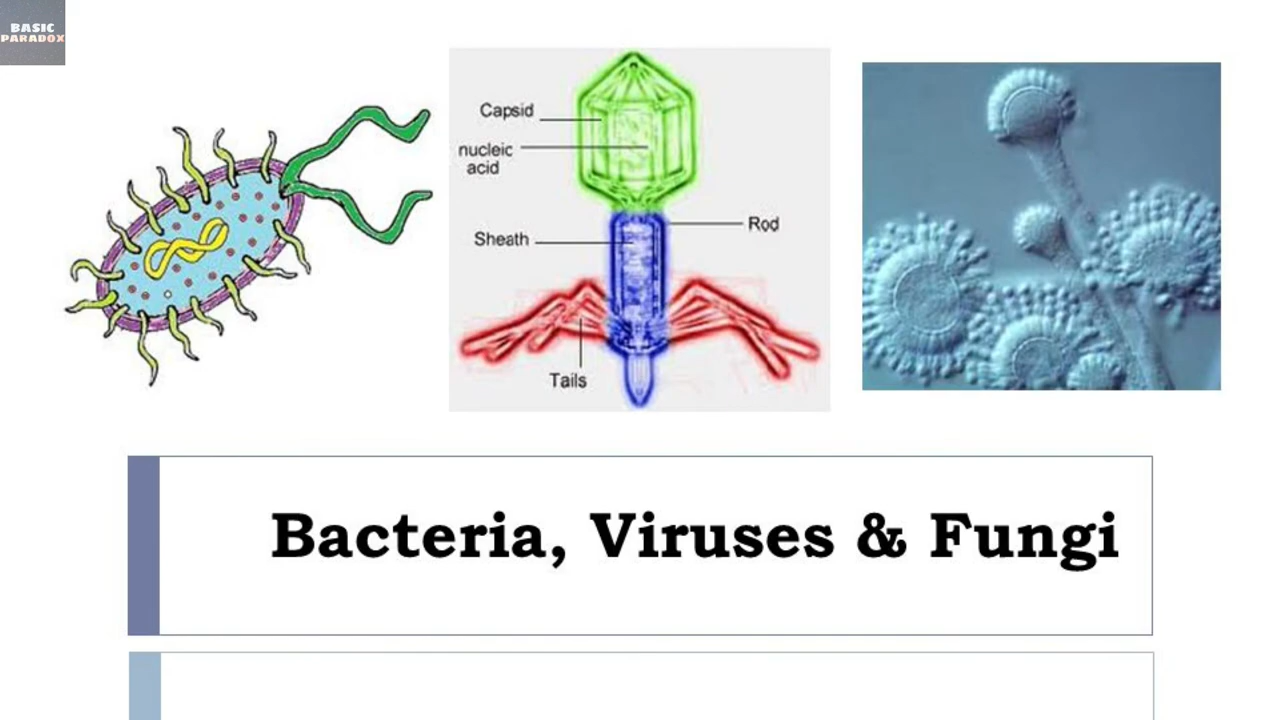 BASIC
PARADOX
Capsid
nucleic
acid
Sheath
Rod
Tails
Bacteria, Viruses & Fungi